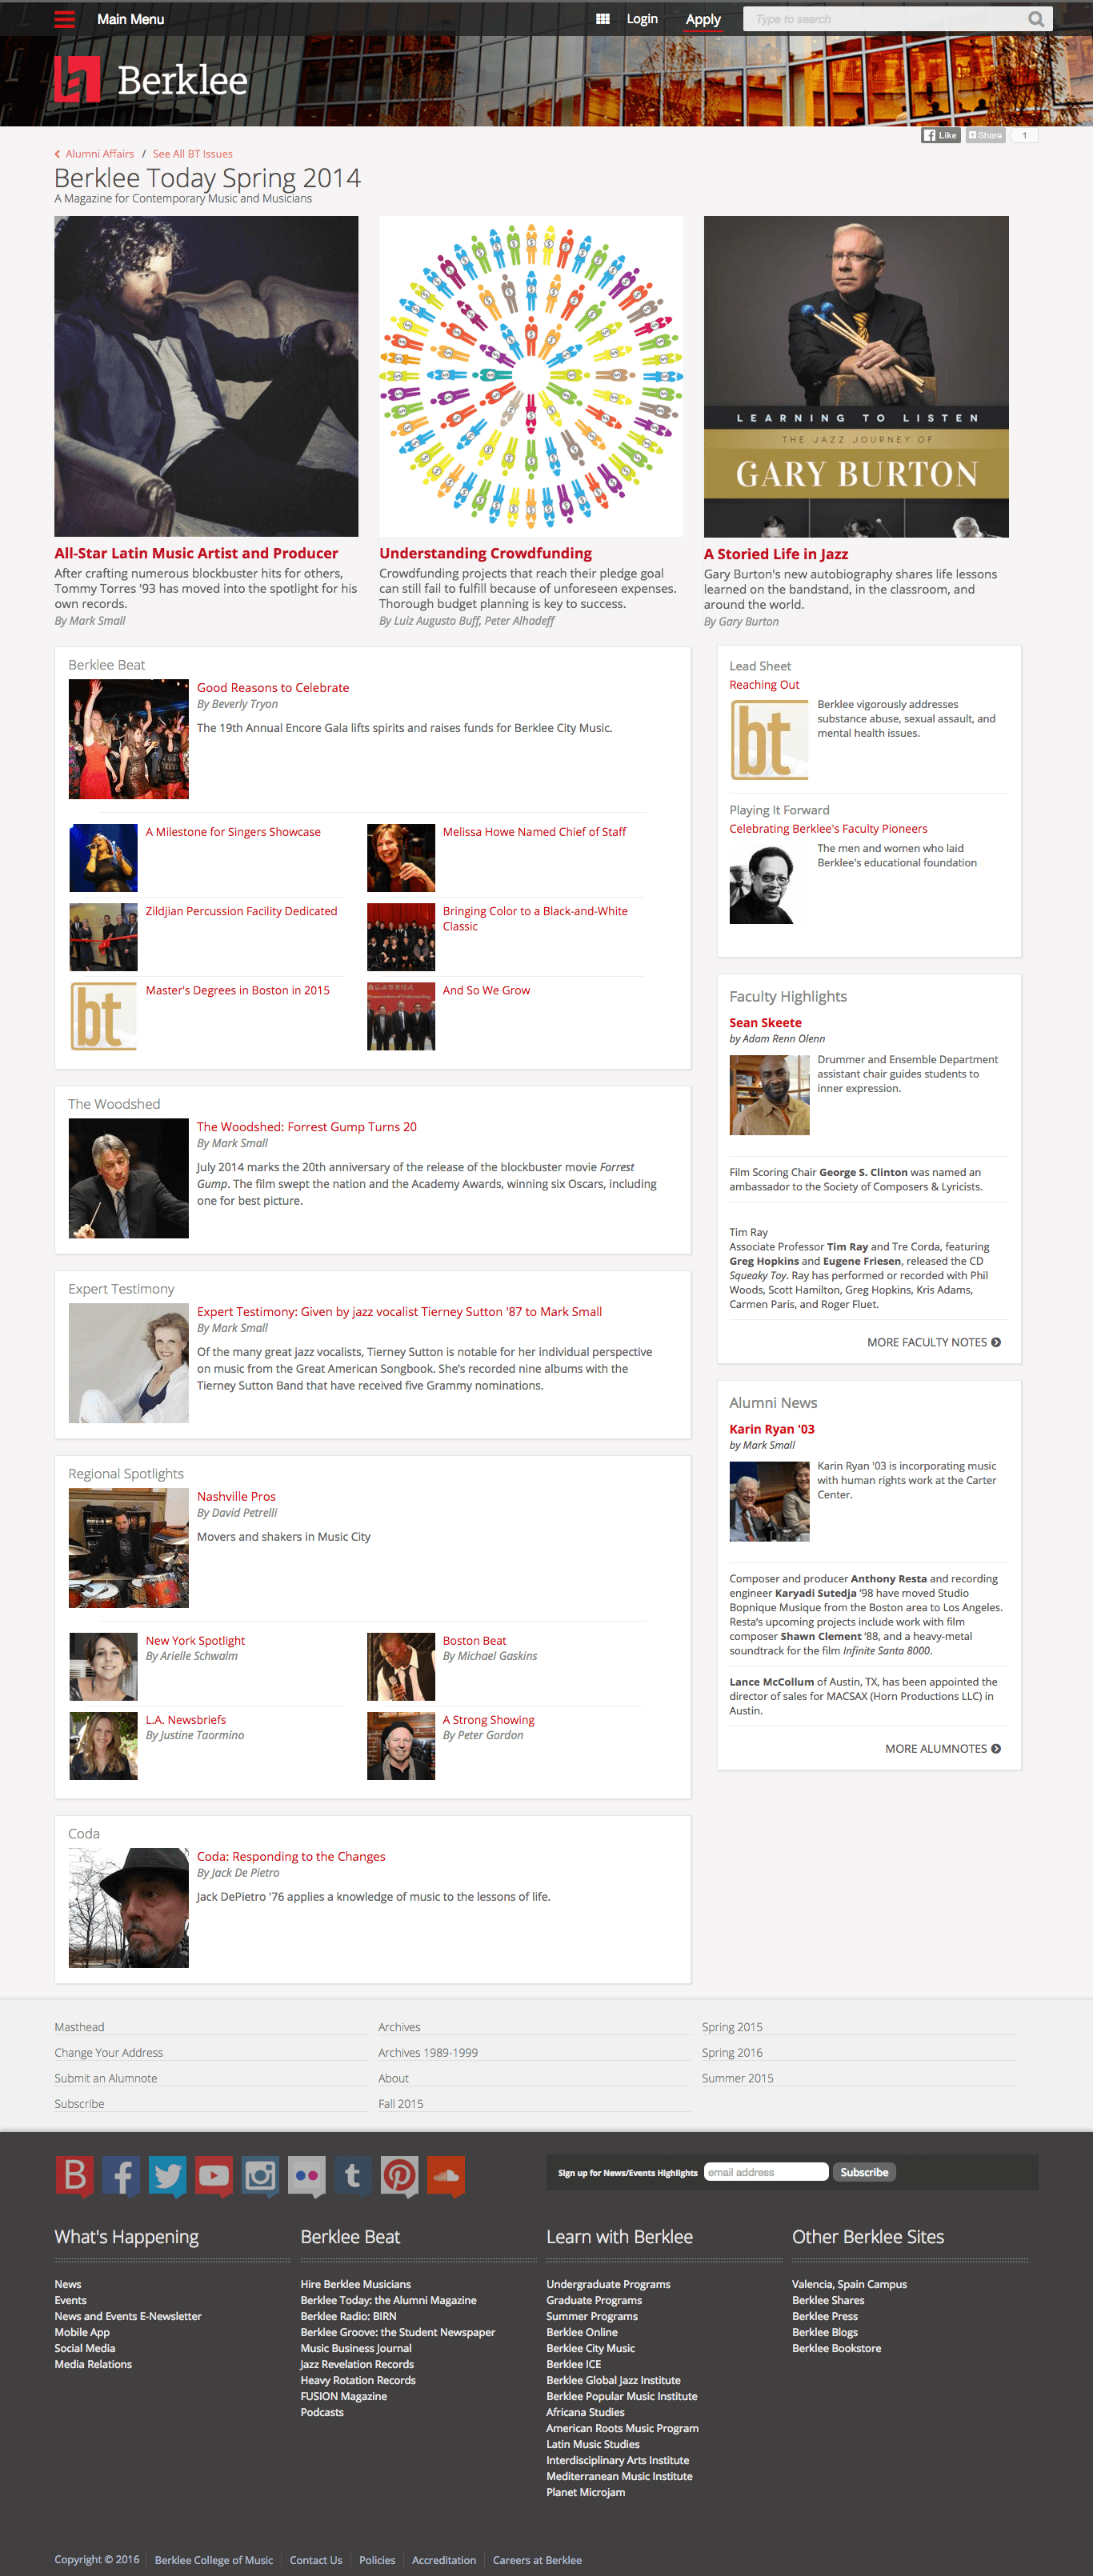 Main Menu
Login
Apply
Type to search
Berklee
Like
Share
1
Alumni Affairs / See All BT Issues
Berklee Today Spring 2014
A Magazine for Contemporary Music and Musicians
LEARNING TO LISTEN
THE JAZZ JOURNEY OF
GARY BURTON
All-Star Latin Music Artist and Producer
After crafting numerous blockbuster hits for others,
Tommy Torres '93 has moved into the spotlight for his
own records.
By Mark Small
Understanding Crowdfunding
Crowdfunding projects that reach their pledge goal
can still fail to fulfill because of unforeseen expenses.
Thorough budget planning is key to success.
By Luiz Augusto Buff, Peter Alhadeff
A Storied Life in Jazz
Gary Burton's new autobiography shares life lessons
learned on the bandstand, in the classroom, and
around the world.
By Gary Burton
Berklee Beat
Good Reasons to Celebrate
By Beverly Tryon
The 19th Annual Encore Gala lifts spirits and raises funds for Berklee City Music.
A Milestone for Singers Showcase
Melissa Howe Named Chief of Staff
Zildjian Percussion Facility Dedicated
Bringing Color to a Black-and-White
Classic
bt
Master's Degrees in Boston in 2015
And So We Grow
The Woodshed
The Woodshed: Forrest Gump Turns 20
By Mark Small
July 2014 marks the 20th anniversary of the release of the blockbuster movie Forrest
Gump. The film swept the nation and the Academy Awards, winning six Oscars, including
one for best picture.
Expert Testimony
Expert Testimony: Given by jazz vocalist Tierney Sutton '87 to Mark Small
By Mark Small
Of the many great jazz vocalists, Tierney Sutton is notable for her individual perspective
on music from the Great American Songbook. She's recorded nine albums with the
Tierney Sutton Band that have received five Grammy nominations.
Regional Spotlights
Nashville Pros
By David Petrelli
Movers and shakers in Music City
New York Spotlight
By Arielle Schwalm
Boston Beat
By Michael Gaskins
L.A. Newsbriefs
By Justine Taormino
A Strong Showing
By Peter Gordon
Coda
Coda: Responding to the Changes
By Jack De Pietro
Jack DePietro '76 applies a knowledge of music to the lessons of life.
Lead Sheet
Reaching Out
bt
Berklee vigorously addresses
substance abuse, sexual assault, and
mental health issues.
Playing It Forward
Celebrating Berklee's Faculty Pioneers
The men and women who laid
Berklee's educational foundation
Faculty Highlights
Sean Skeete
by Adam Renn Olenn
Drummer and Ensemble Department
assistant chair guides students to
inner expression.
Film Scoring Chair George S. Clinton was named an
ambassador to the Society of Composers & Lyricists.
Tim Ray
Associate Professor Tim Ray and Tre Corda, featuring
Greg Hopkins and Eugene Friesen, released the CD
Squeaky Toy. Ray has performed or recorded with Phil
Woods, Scott Hamilton, Greg Hopkins, Kris Adams,
Carmen Paris, and Roger Fluet.
MORE FACULTY NOTES
Alumni News
Karin Ryan '03
by Mark Small
Karin Ryan '03 is incorporating music
with human rights work at the Carter
Center.
Composer and producer Anthony Resta and recording
engineer Karyadi Sutedja '98 have moved Studio
Bopnique Musique from the Boston area to Los Angeles.
Resta's upcoming projects include work with film
composer Shawn Clement '88, and a heavy-metal
soundtrack for the film Infinite Santa 8000.
Lance McCollum of Austin, TX, has been appointed the
director of sales for MACSAX (Horn Productions LLC) in
Austin.
MORE ALUMNOTES
Masthead
Change Your Address
Submit an Alumnote
Subscribe
Archives
Archives 1989-1999
About
Fall 2015
Spring 2015
Spring 2016
Summer 2015
Sign up for News/Events Highlights
email address
Subscribe
What's Happening
News
Events
News and Events E-Newsletter
Mobile App
Social Media
Media Relations
Berklee Beat
Hire Berklee Musicians
Berklee Today: the Alumni Magazine
Berklee Radio: BIRN
Berklee Groove: the Student Newspaper
Music Business Journal
Jazz Revelation Records
Heavy Rotation Records
FUSION Magazine
Podcasts
Learn with Berklee
Undergraduate Programs
Graduate Programs
Summer Programs
Berklee Online
Berklee City Music
Berklee ICE
Berklee Global Jazz Institute
Berklee Popular Music Institute
Africana Studies
American Roots Music Program
Latin Music Studies
Interdisciplinary Arts Institute
Mediterranean Music Institute
Planet Microjam
Other Berklee Sites
Valencia, Spain Campus
Berklee Shares
Berklee Press
Berklee Blogs
Berklee Bookstore
Copyright © 2016
Berklee College of Music
Contact Us
Policies
Accreditation
Careers at Berklee